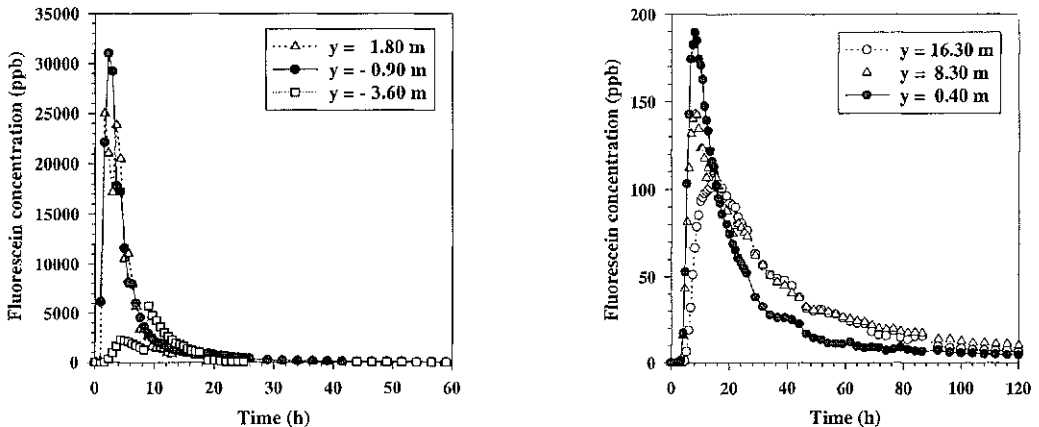 Fluorescein concentration (ppb)
35000
30000
25000
20000
15000
10000
5000
0
y = 1.80 m
y = - 0.90 m
y = - 3.60 m
0 10 20 30 40 50 60
Time (h)
Fluorescein concentration (ppb)
200
150
100
50
0
y = 16.30 m
y = 8.30 m
y = 0.40 m
0 20 40 60 80 100 120
Time (h)